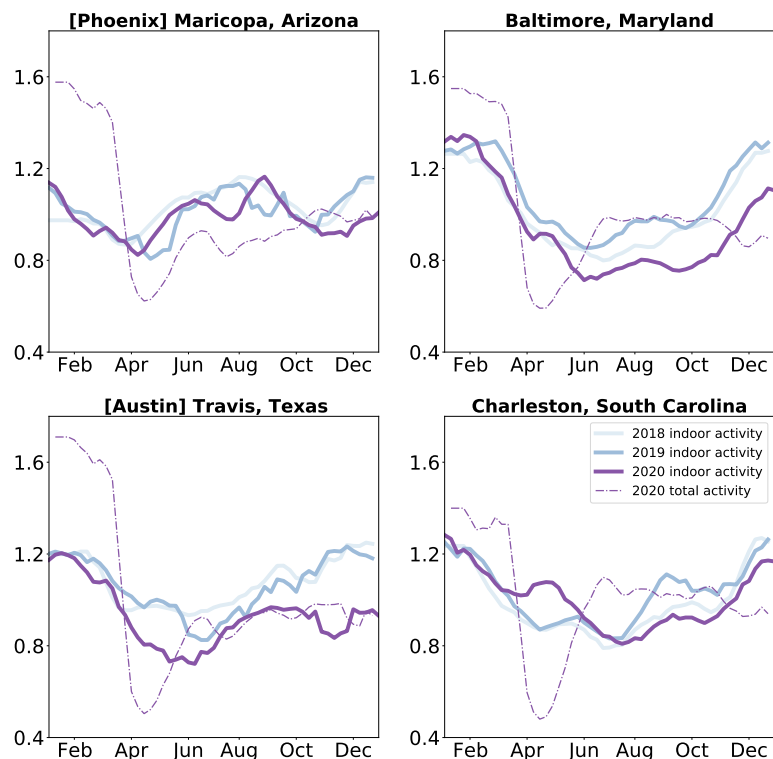 [Phoenix] Maricopa, Arizona
1.6
1.2
0.8
0.4
Feb Apr Jun Aug Oct Dec
Baltimore, Maryland
1.6
1.2
0.8
0.4
Feb Apr Jun Aug Oct Dec
[Austin] Travis, Texas
1.6
1.2
0.8
0.4
Feb Apr Jun Aug Oct Dec
Charleston, South Carolina
2018 indoor activity
2019 indoor activity
2020 indoor activity
2020 total activity
1.6
1.2
0.8
0.4
Feb Apr Jun Aug Oct Dec